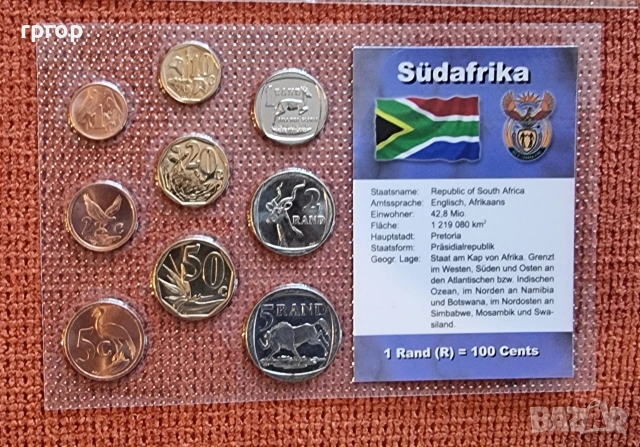 гргор
Südafrika
Staatsname: Republic of South Africa
Amtssprache: Englisch, Afrikaans
Einwohner: 42,8 Mio.
Fläche: 1 219 080 km²
Hauptstadt: Pretoria
Staatsform: Präsidialrepublik
Geogr. Lage: Staat am Kap von Afrika. Grenzt
im Westen, Süden und Osten an
den Atlantischen bzw. Indischen
Ozean, im Norden an Namibia
und Botswana, im Nordosten an
Simbabwe, Mosambik und Swa-
siland.
1 Rand (R) = 100 Cents
10
c
RAND
20
c
2
RAND
2
c
50
c
5c
5 RAND
BAZAR